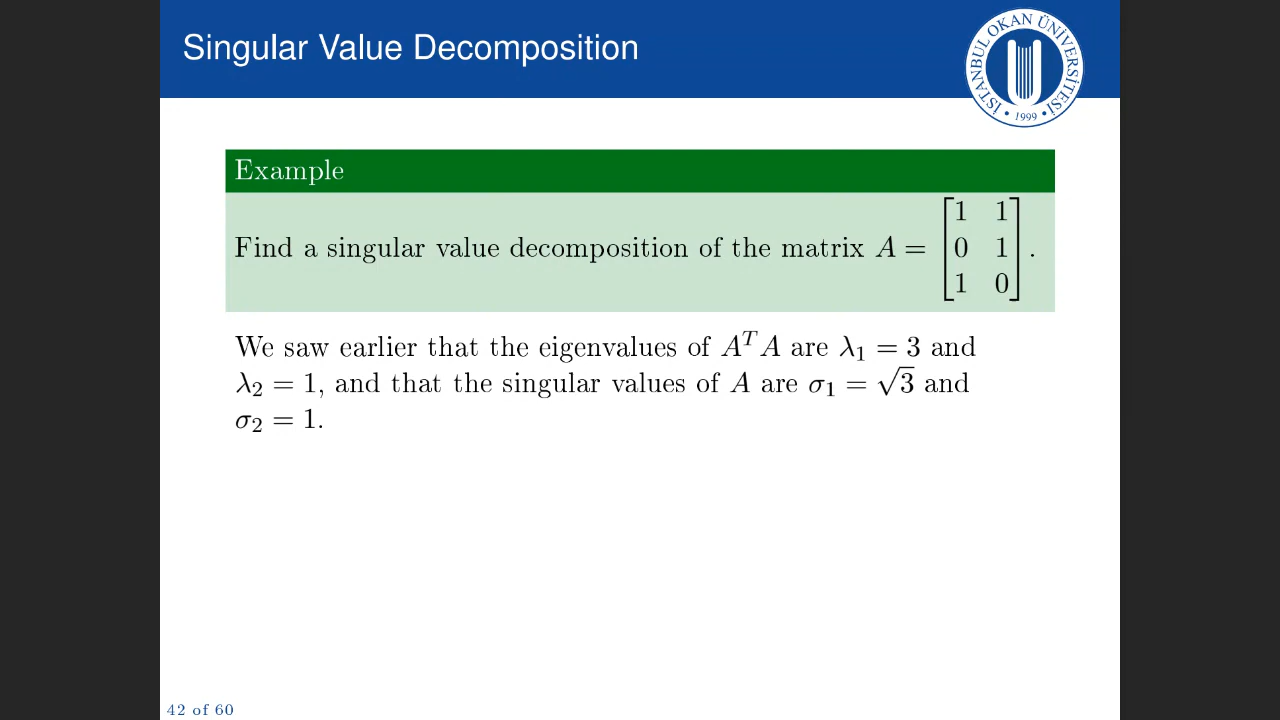 Singular Value Decomposition
İSTANBUL OKAN ÜNİVERSİTESİ
• 1999 •
Example
Find a singular value decomposition of the matrix A = [1 1; 0 1; 1 0].
We saw earlier that the eigenvalues of AᵀA are λ₁ = 3 and
λ₂ = 1, and that the singular values of A are σ₁ = √3 and
σ₂ = 1.
42 of 60